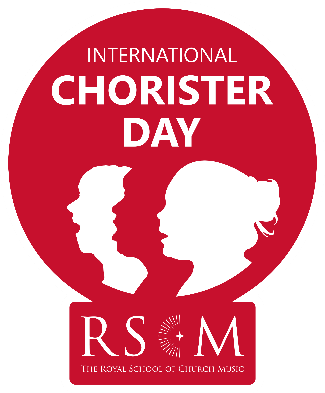 INTERNATIONAL
CHORISTER
DAY
RSCM
THE ROYAL SCHOOL OF CHURCH MUSIC